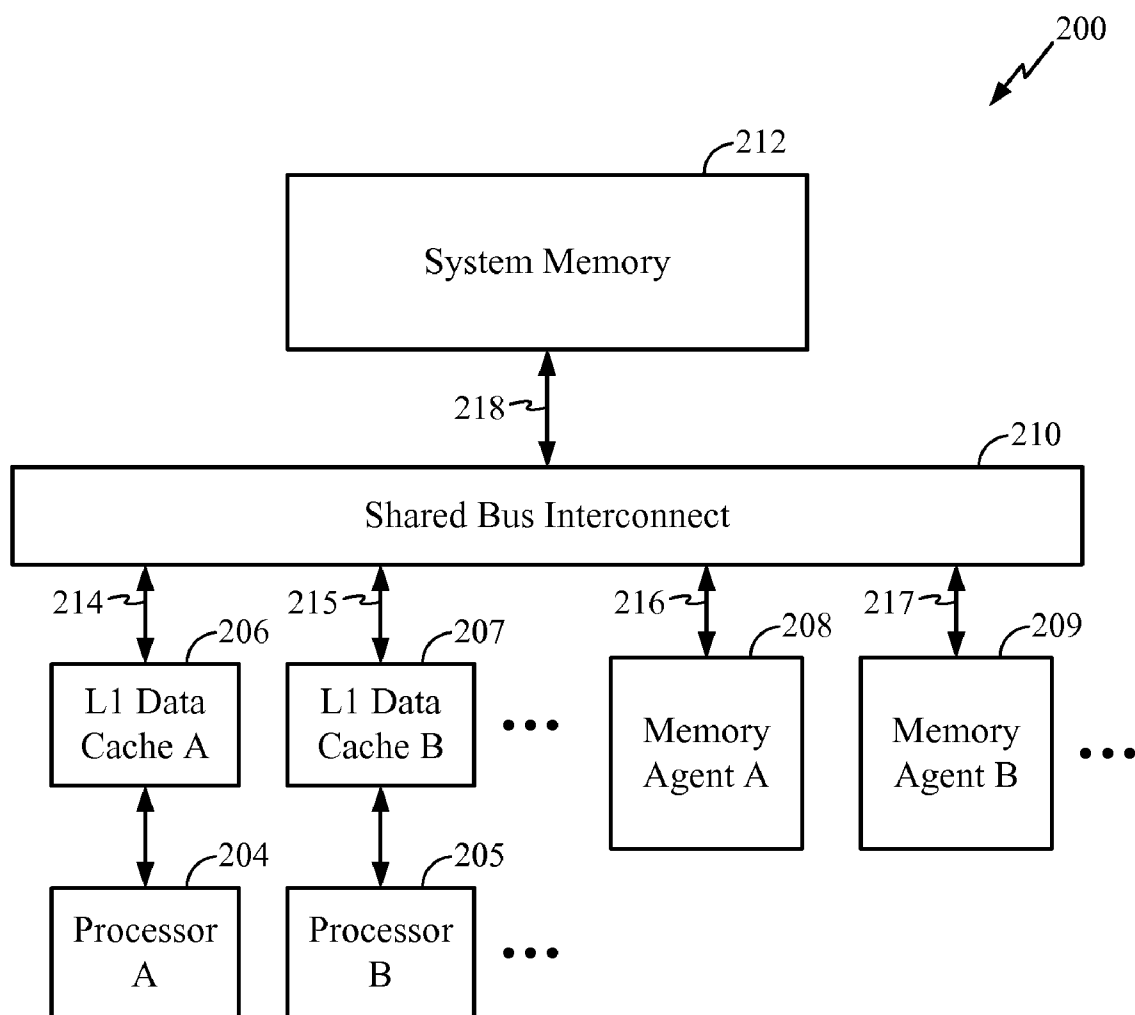 200
212
System Memory
218
210
Shared Bus Interconnect
214
215
216
217
206
207
208
209
L1 Data
Cache A
L1 Data
Cache B
Memory
Agent A
Memory
Agent B
204
205
Processor
A
Processor
B